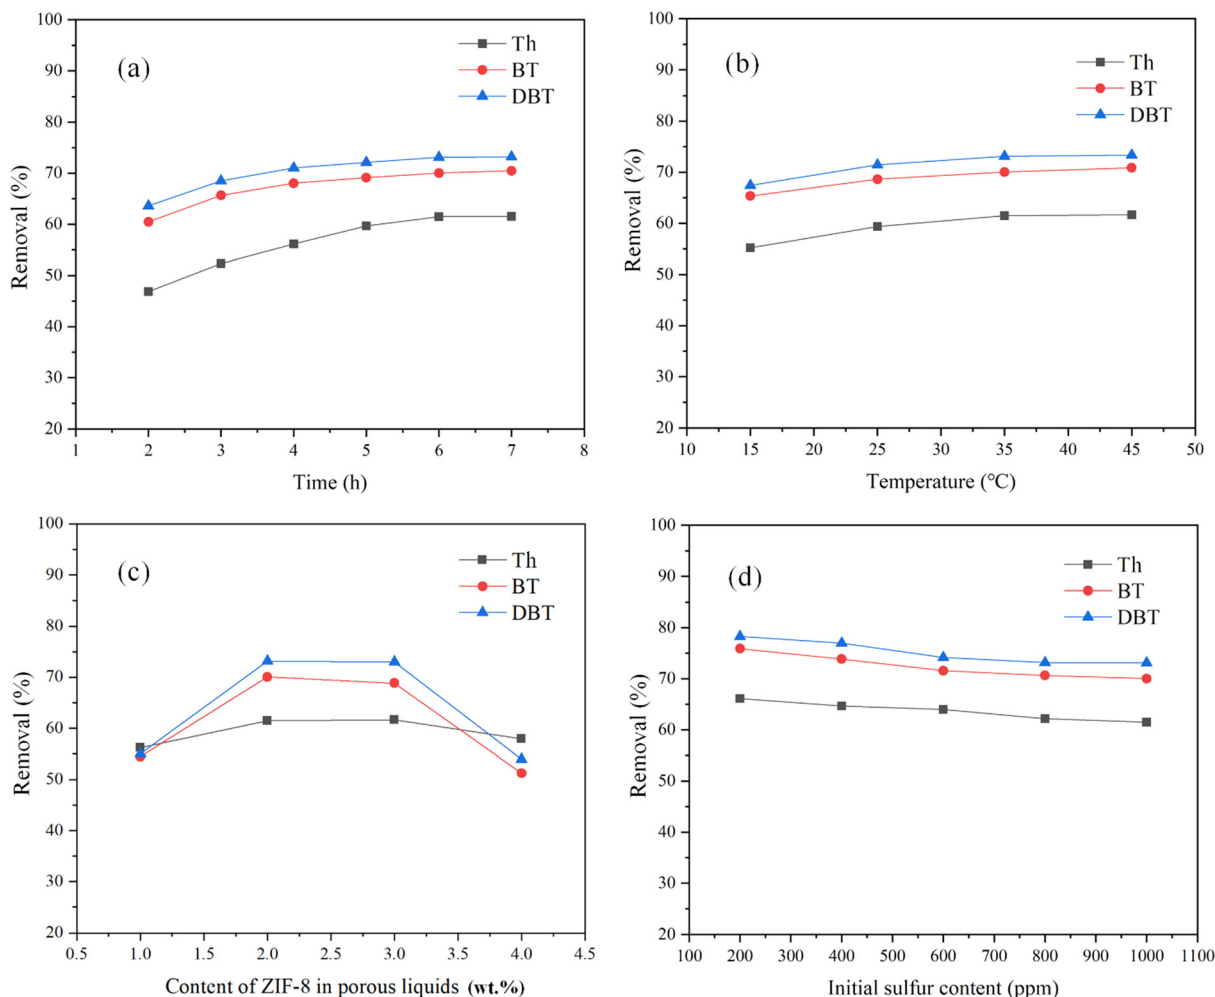 (a)
Th
BT
DBT
100
90
80
70
60
50
40
30
20
Removal (%)
1 2 3 4 5 6 7 8
Time (h)
(b)
Th
BT
DBT
100
90
80
70
60
50
40
30
20
Removal (%)
10 15 20 25 30 35 40 45 50
Temperature (℃)
(c)
Th
BT
DBT
100
90
80
70
60
50
40
30
20
Removal (%)
0.5 1.0 1.5 2.0 2.5 3.0 3.5 4.0 4.5
Content of ZIF-8 in porous liquids (wt.%)
(d)
Th
BT
DBT
100
90
80
70
60
50
40
30
20
Removal (%)
100 200 300 400 500 600 700 800 900 1000 1100
Initial sulfur content (ppm)